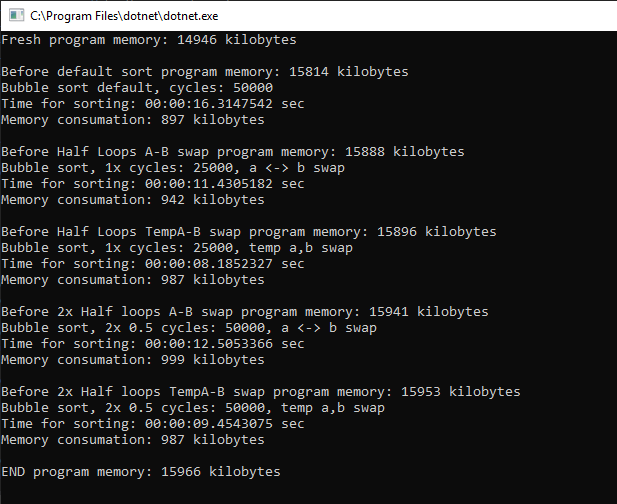 C:\Program Files\dotnet\dotnet.exe
Fresh program memory: 14946 kilobytes
Before default sort program memory: 15814 kilobytes
Bubble sort default, cycles: 50000
Time for sorting: 00:00:16.3147542 sec
Memory consumation: 897 kilobytes
Before Half Loops A-B swap program memory: 15888 kilobytes
Bubble sort, 1x cycles: 25000, a <-> b swap
Time for sorting: 00:00:11.4305182 sec
Memory consumation: 942 kilobytes
Before Half Loops TempA-B swap program memory: 15896 kilobytes
Bubble sort, 1x cycles: 25000, temp a,b swap
Time for sorting: 00:00:08.1852327 sec
Memory consumation: 987 kilobytes
Before 2x Half loops A-B swap program memory: 15941 kilobytes
Bubble sort, 2x 0.5 cycles: 50000, a <-> b swap
Time for sorting: 00:00:12.5053366 sec
Memory consumation: 999 kilobytes
Before 2x Half loops TempA-B swap program memory: 15953 kilobytes
Bubble sort, 2x 0.5 cycles: 50000, temp a,b swap
Time for sorting: 00:00:09.4543075 sec
Memory consumation: 987 kilobytes
END program memory: 15966 kilobytes